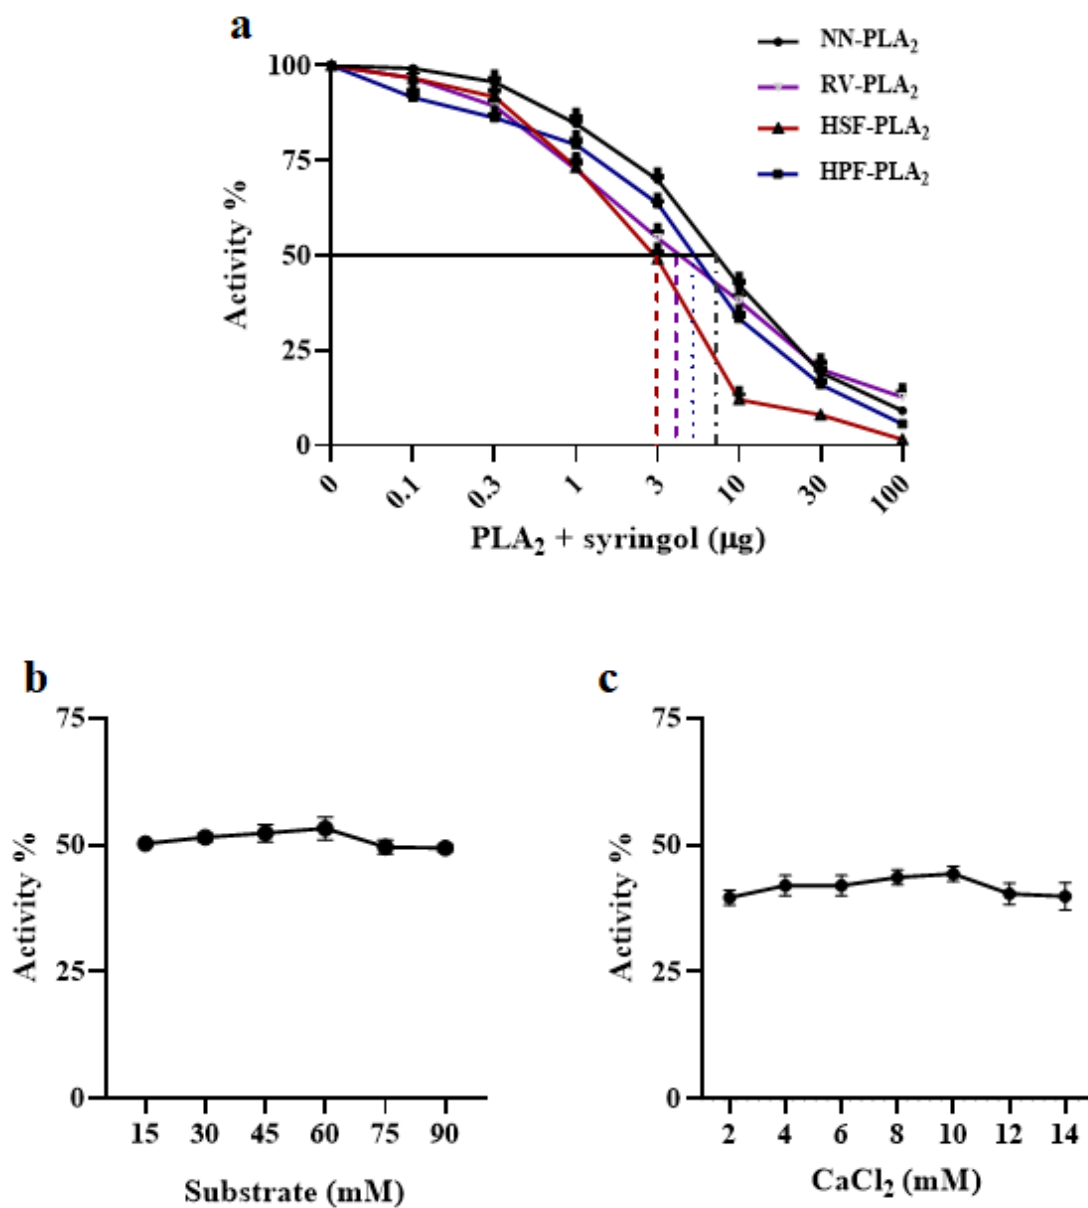 a
NN-PLA₂
RV-PLA₂
HSF-PLA₂
HPF-PLA₂
100
75
50
25
0
Activity %
0 0.1 0.3 1 3 10 30 100
PLA₂ + syringol (µg)
b
75
50
25
0
Activity %
15 30 45 60 75 90
Substrate (mM)
c
75
50
25
0
Activity %
2 4 6 8 10 12 14
CaCl₂ (mM)